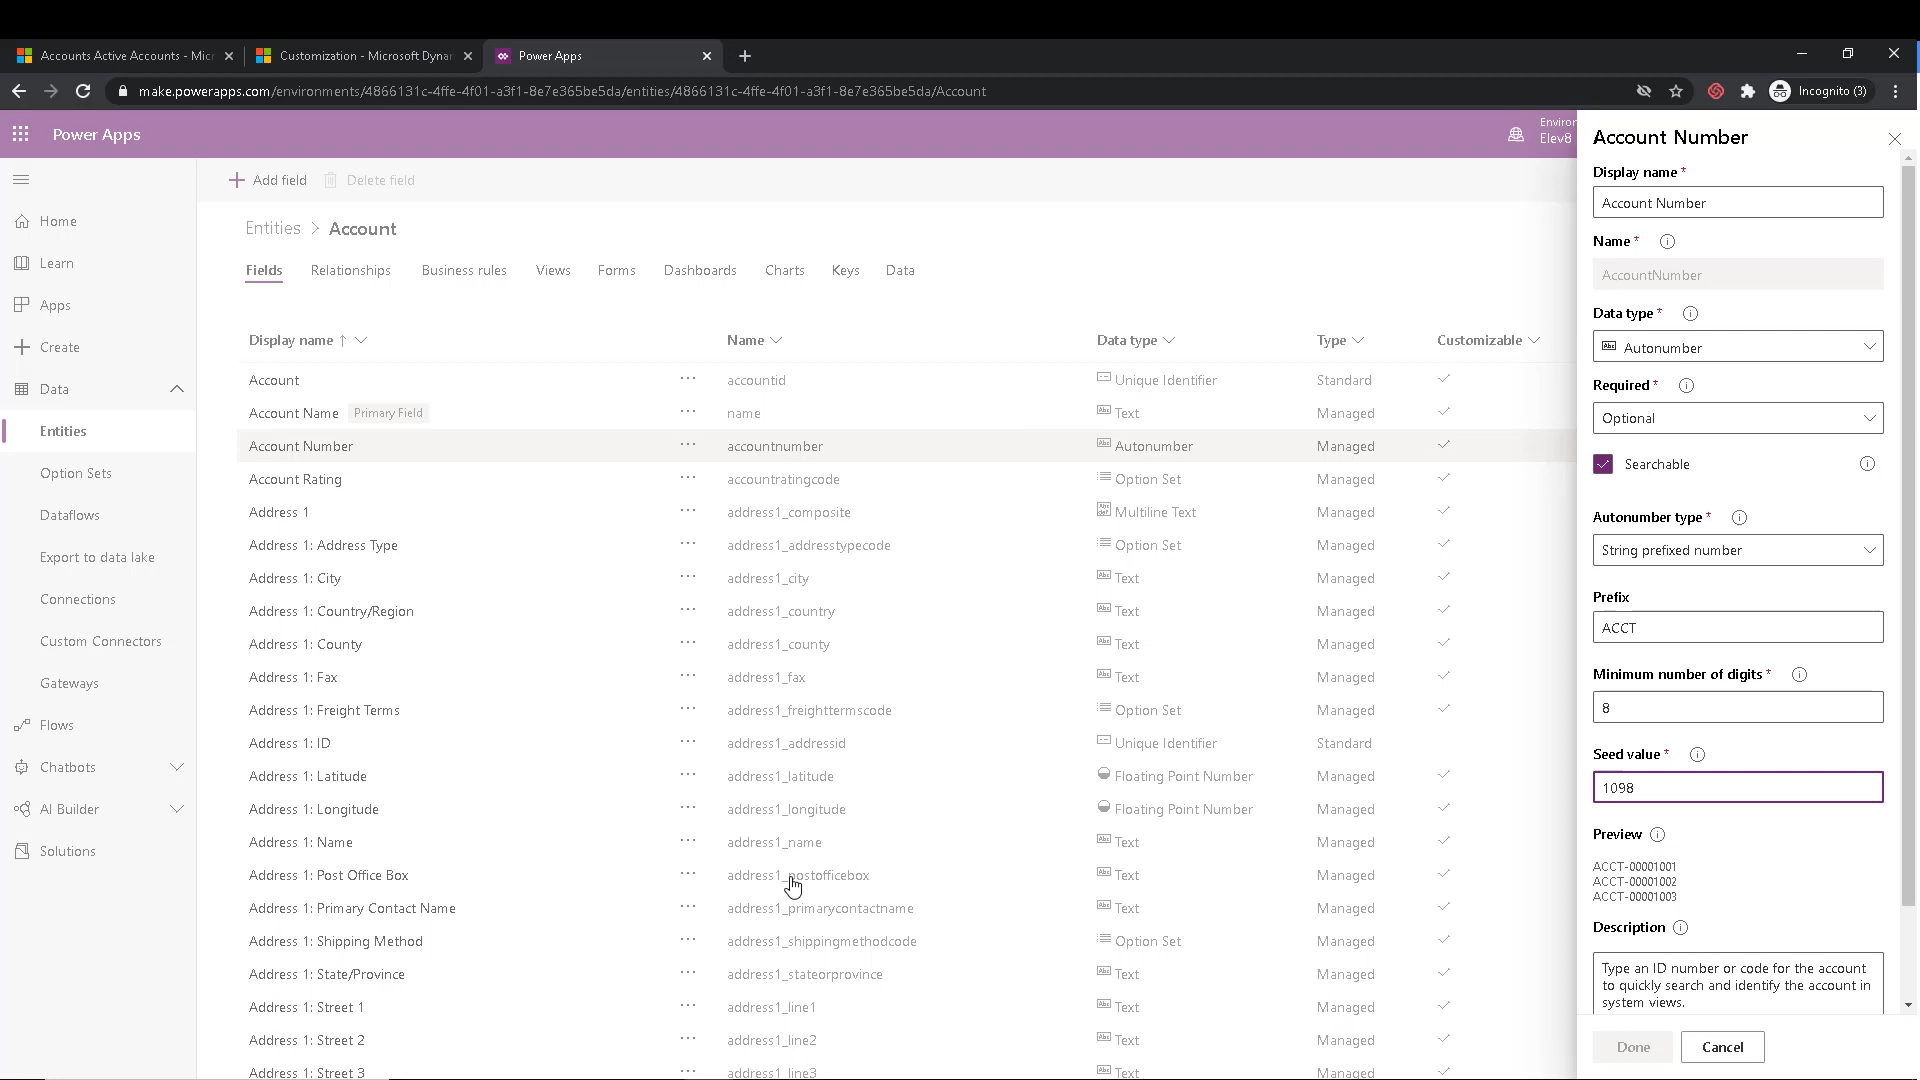 Accounts Active Accounts - Micr
Customization - Microsoft Dynar
Power Apps
make.powerapps.com/environments/4866131c-4ffe-4f01-a3f1-8e7e365be5da/entities/4866131c-4ffe-4f01-a3f1-8e7e365be5da/Account
Incognito (3)
Power Apps
Environ
Elev8
Home
Learn
Apps
Create
Data
Entities
Option Sets
Dataflows
Export to data lake
Connections
Custom Connectors
Gateways
Flows
Chatbots
AI Builder
Solutions
Add field Delete field
Entities > Account
Fields Relationships Business rules Views Forms Dashboards Charts Keys Data
Display name ↑ Name Data type Type Customizable
Account ··· accountid Unique Identifier Standard
Account Name Primary Field ··· name Text Managed
Account Number ··· accountnumber Autonumber Managed
Account Rating ··· accountratingcode Option Set Managed
Address 1 ··· address1_composite Multiline Text Managed
Address 1: Address Type ··· address1_addresstypecode Option Set Managed
Address 1: City ··· address1_city Text Managed
Address 1: Country/Region ··· address1_country Text Managed
Address 1: County ··· address1_county Text Managed
Address 1: Fax ··· address1_fax Text Managed
Address 1: Freight Terms ··· address1_freighttermscode Option Set Managed
Address 1: ID ··· address1_addressid Unique Identifier Standard
Address 1: Latitude ··· address1_latitude Floating Point Number Managed
Address 1: Longitude ··· address1_longitude Floating Point Number Managed
Address 1: Name ··· address1_name Text Managed
Address 1: Post Office Box ··· address1_postofficebox Text Managed
Address 1: Primary Contact Name ··· address1_primarycontactname Text Managed
Address 1: Shipping Method ··· address1_shippingmethodcode Option Set Managed
Address 1: State/Province ··· address1_stateorprovince Text Managed
Address 1: Street 1 ··· address1_line1 Text Managed
Address 1: Street 2 ··· address1_line2 Text Managed
Address 1: Street 3 ··· address1_line3 Text Managed
Account Number
Display name *
Account Number
Name *
AccountNumber
Data type *
Autonumber
Required *
Optional
Searchable
Autonumber type *
String prefixed number
Prefix
ACCT
Minimum number of digits *
8
Seed value *
1098
Preview
ACCT-00001001
ACCT-00001002
ACCT-00001003
Description
Type an ID number or code for the account
to quickly search and identify the account in
system views.
Done Cancel